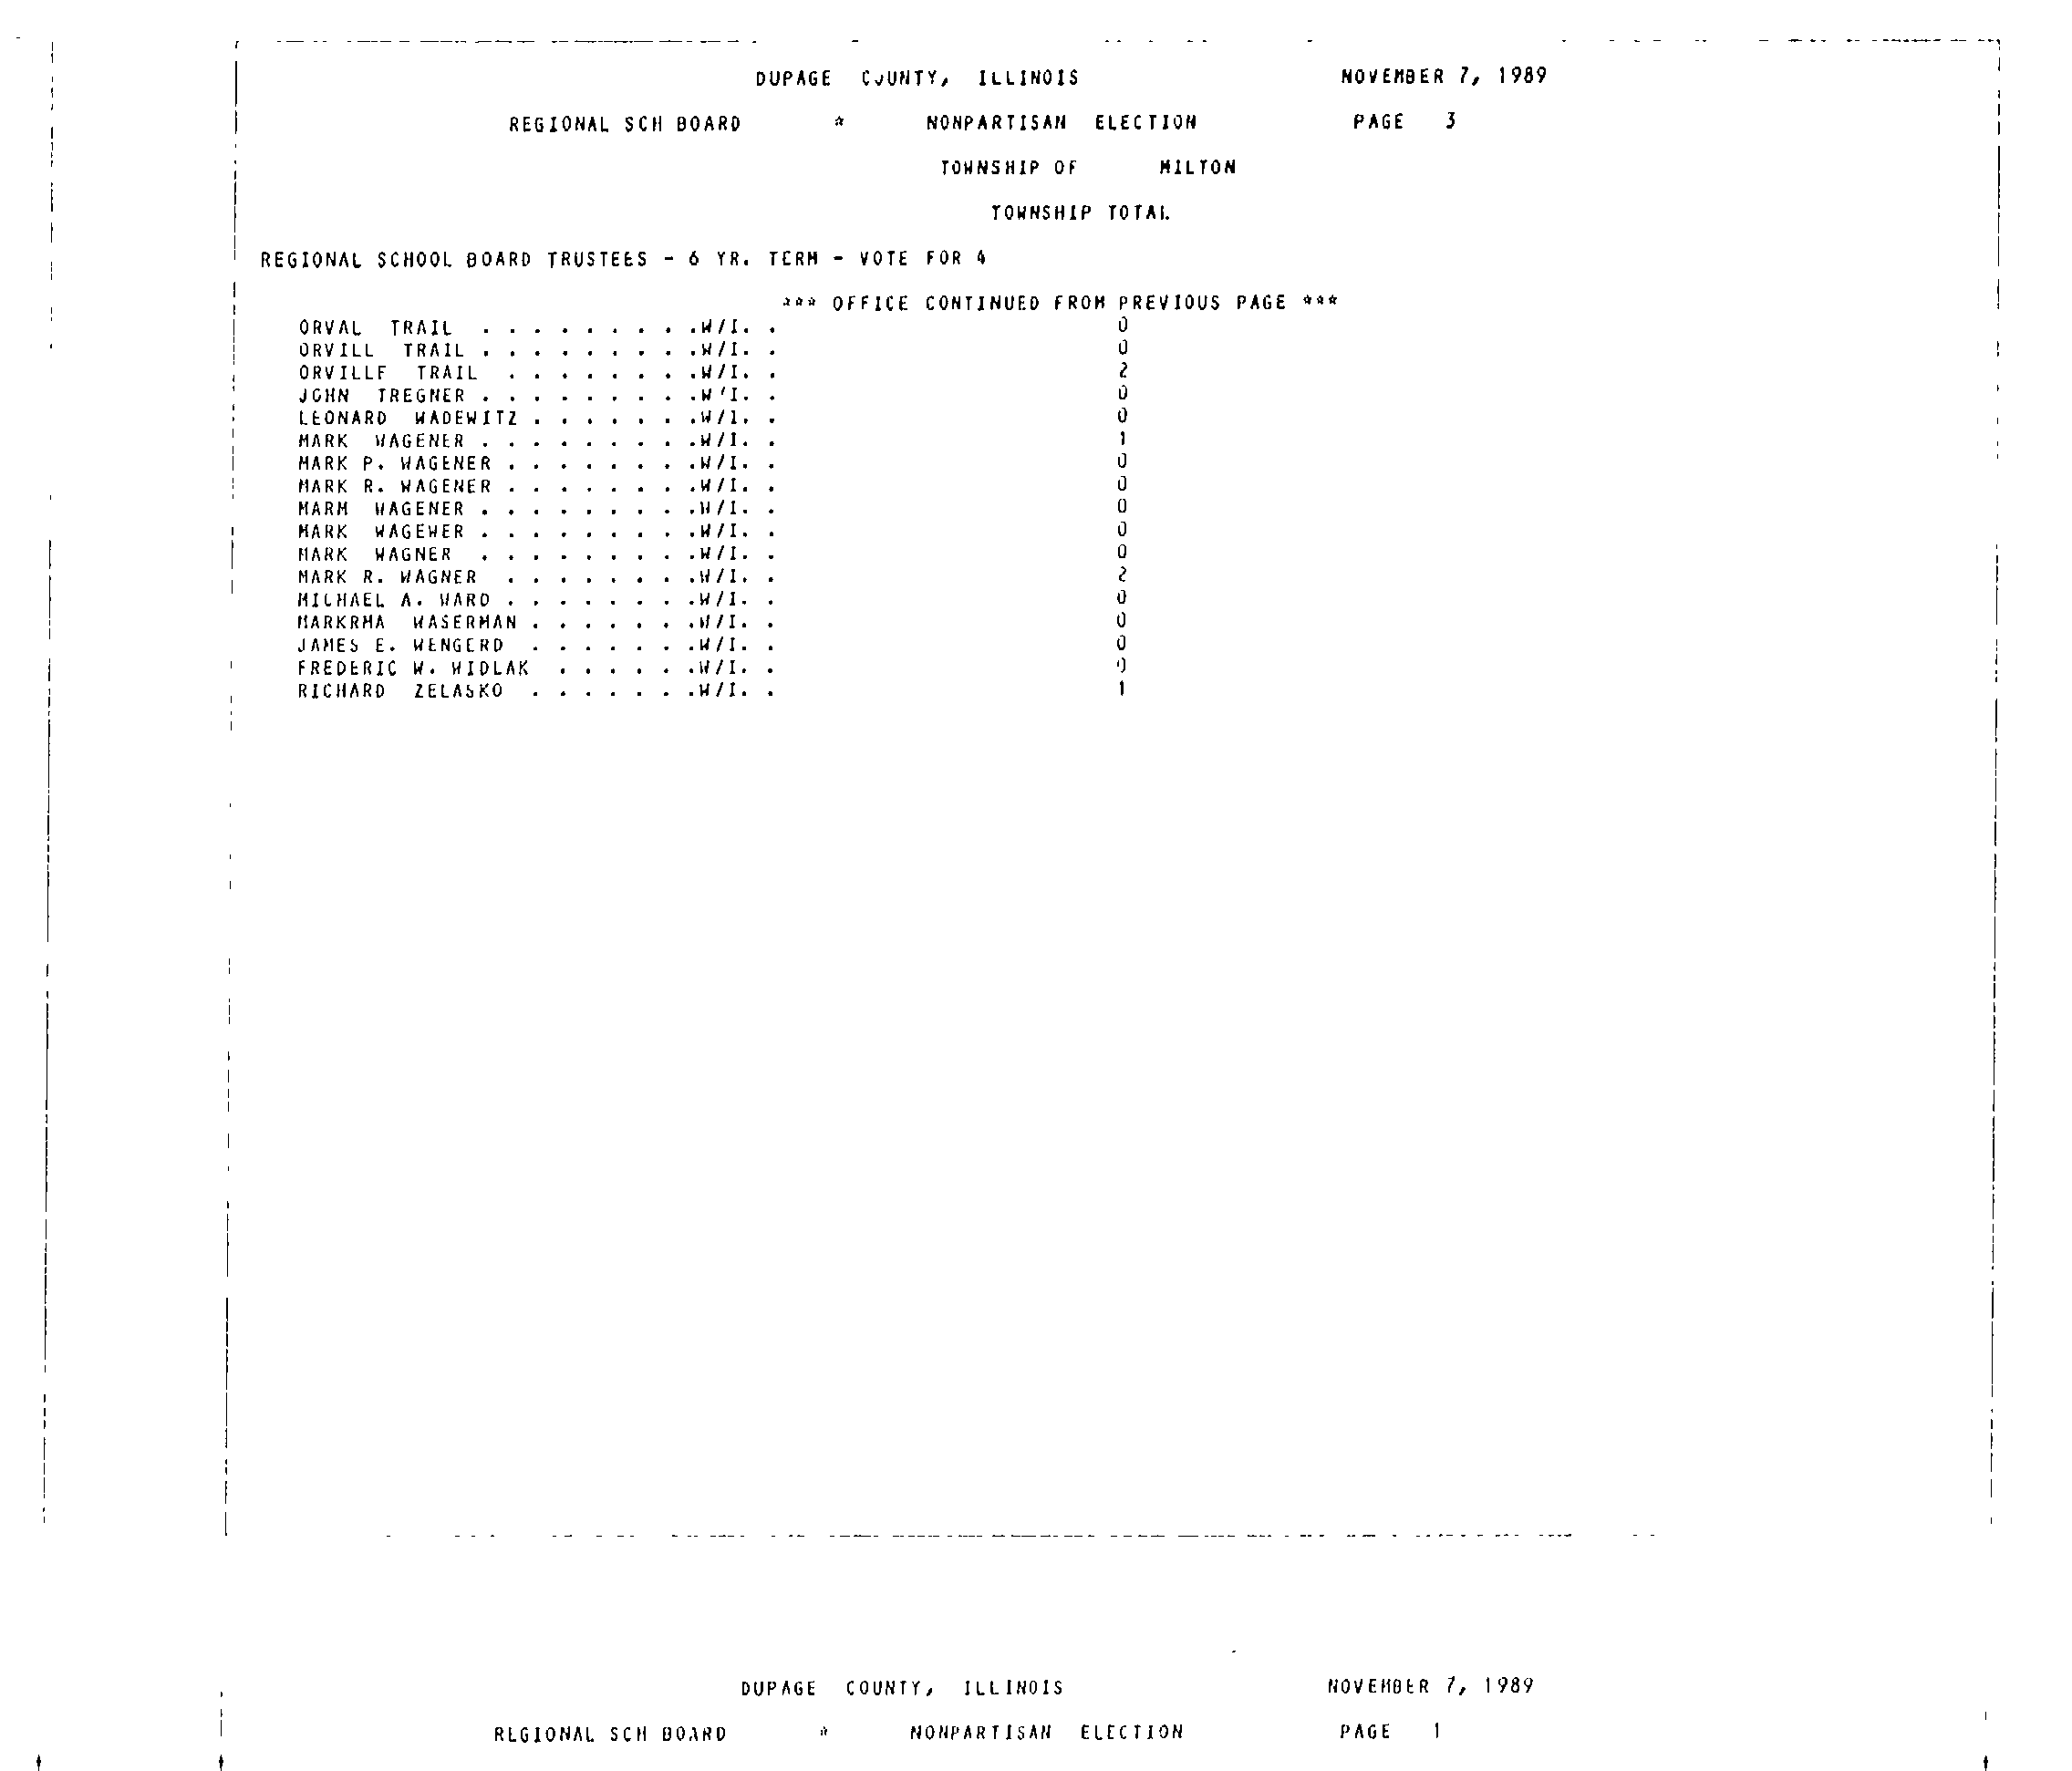 DUPAGE COUNTY, ILLINOIS NOVEMBER 7, 1989
REGIONAL SCH BOARD * NONPARTISAN ELECTION PAGE 3
TOWNSHIP OF MILTON
TOWNSHIP TOTAL
REGIONAL SCHOOL BOARD TRUSTEES - 6 YR. TERM - VOTE FOR 4
*** OFFICE CONTINUED FROM PREVIOUS PAGE ***
ORVAL TRAIL . . . . . . . . .W/I. . 0
ORVILL TRAIL . . . . . . . . .W/I. . 0
ORVILLE TRAIL . . . . . . . .W/I. . 2
JOHN TREGNER . . . . . . . . .W/I. . 0
LEONARD WADEWITZ . . . . . . .W/I. . 0
MARK WAGENER . . . . . . . . .W/I. . 1
MARK P. WAGENER . . . . . . . .W/I. . 0
MARK R. WAGENER . . . . . . . .W/I. . 0
MARM WAGENER . . . . . . . . .W/I. . 0
MARK WAGEWER . . . . . . . . .W/I. . 0
MARK WAGNER . . . . . . . . .W/I. . 0
MARK R. WAGNER . . . . . . . .W/I. . 2
MICHAEL A. WARD . . . . . . . .W/I. . 0
MARKRMA WASERMAN . . . . . . .W/I. . 0
JAMES E. WENGERD . . . . . . .W/I. . 0
FREDERIC W. WIDLAK . . . . . .W/I. . 0
RICHARD ZELASKO . . . . . . .W/I. . 1
DUPAGE COUNTY, ILLINOIS NOVEMBER 7, 1989
REGIONAL SCH BOARD * NONPARTISAN ELECTION PAGE 1